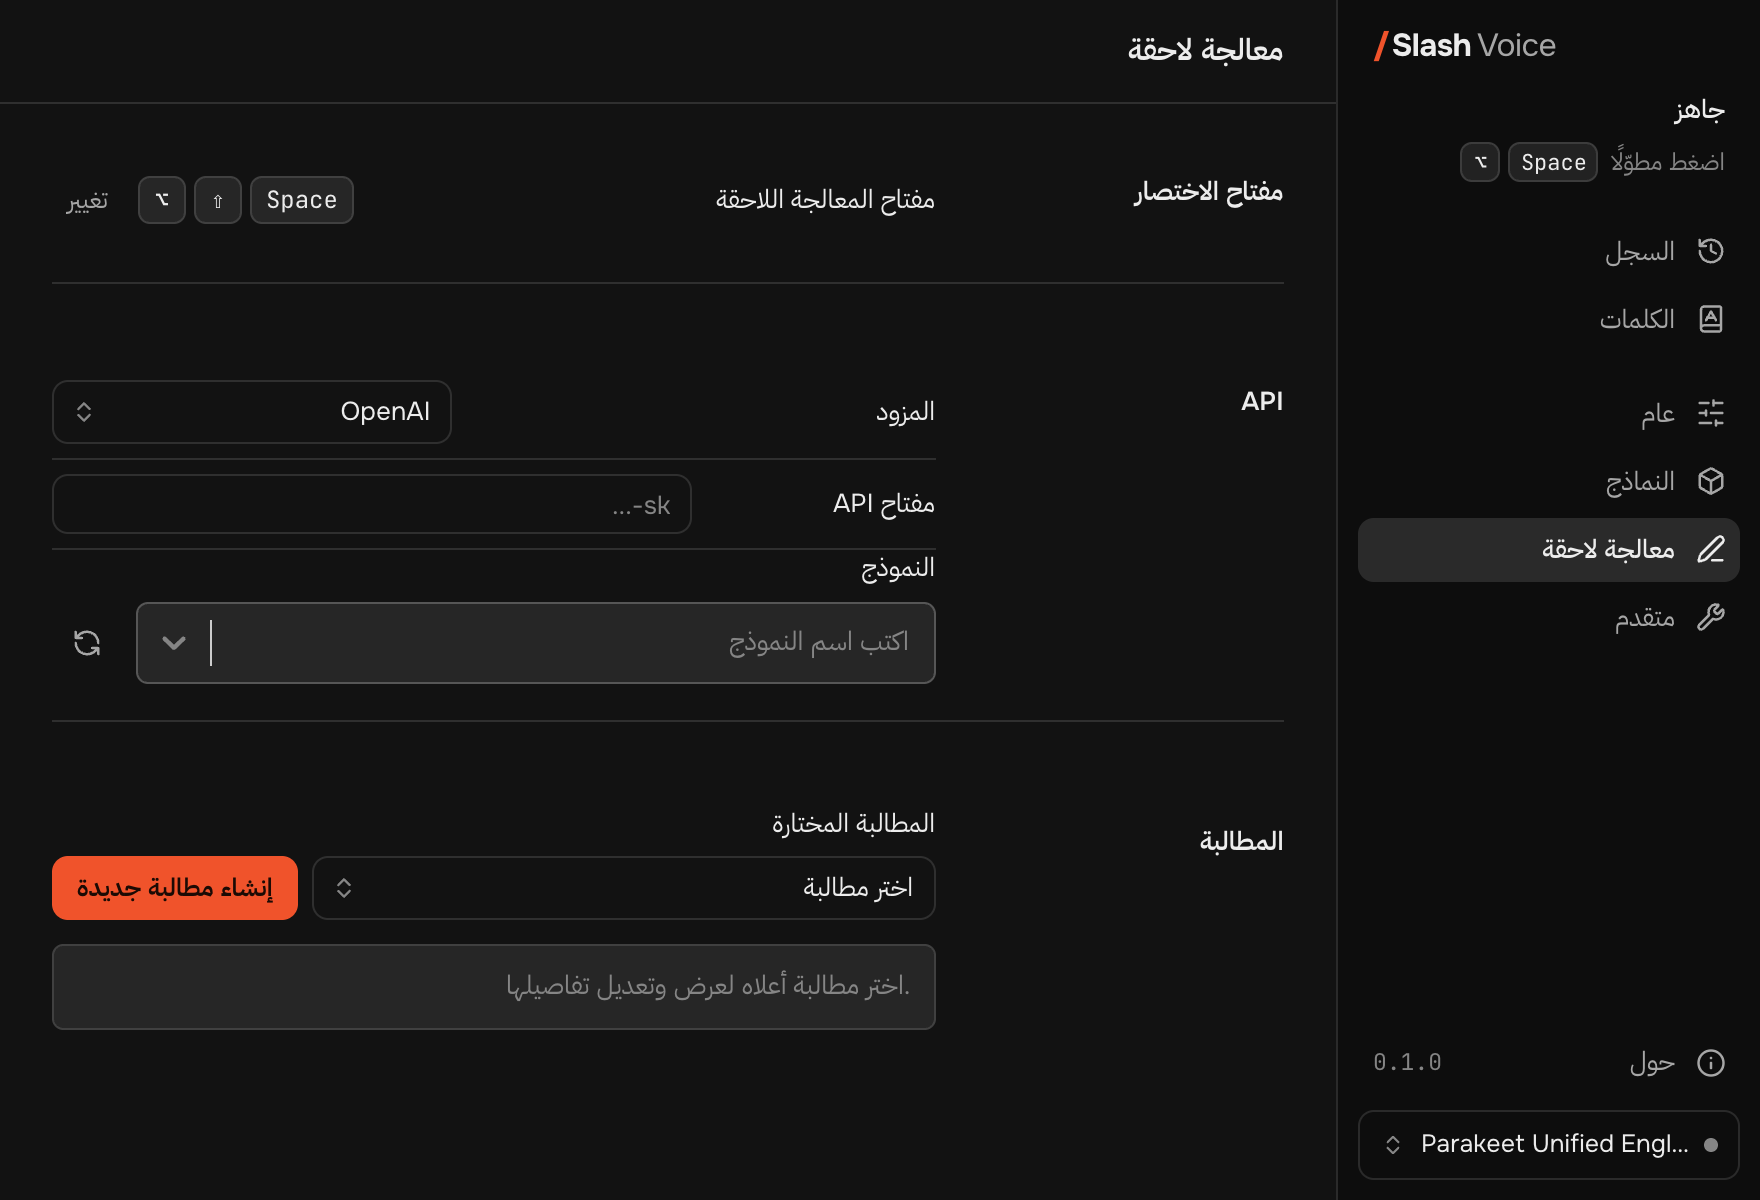 /Slash Voice
جاهز
اضغط مطوّلًا Space ⌥
السجل
الكلمات
عام
النماذج
معالجة لاحقة
متقدم
حول 0.1.0
Parakeet Unified Engl...
معالجة لاحقة
مفتاح الاختصار
مفتاح المعالجة اللاحقة
Space ⇧ ⌥ تغيير
API
المزود
OpenAI
مفتاح API
...-sk
النموذج
اكتب اسم النموذج
المطالبة
المطالبة المختارة
اختر مطالبة
إنشاء مطالبة جديدة
.اختر مطالبة أعلاه لعرض وتعديل تفاصيلها